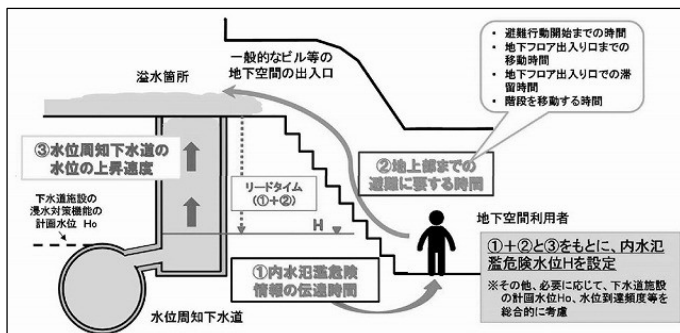 ・ 避難行動開始までの時間
・ 地下フロア出入り口までの
移動時間
・ 地下フロア出入り口での滞
留時間
・ 階段を移動する時間
一般的なビル等の
地下空間の出入口
溢水箇所
③水位周知下水道の
水位の上昇速度
②地上部までの
避難に要する時間
リードタイム
(①+②)
下水道施設の
浸水対策機能の
計画水位 Ho
H
地下空間利用者
①内水氾濫危険
情報の伝達時間
①+②と③をもとに、内水氾
濫危険水位Hを設定
※その他、必要に応じて、下水道施設
の計画水位Ho、水位到達頻度等を
総合的に考慮
水位周知下水道